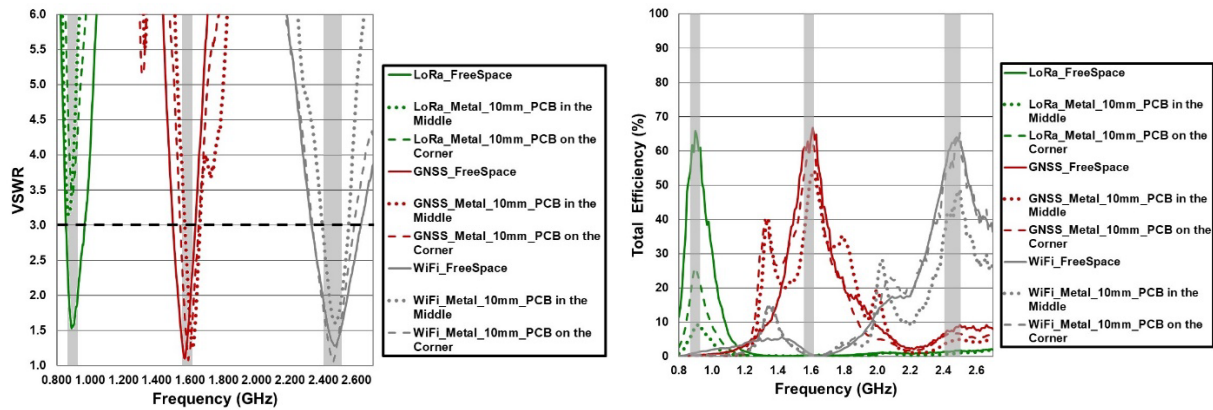 6.0
5.5
5.0
4.5
4.0
3.5
3.0
2.5
2.0
1.5
1.0
VSWR
0.800 1.000 1.200 1.400 1.600 1.800 2.000 2.200 2.400 2.600
Frequency (GHz)
LoRa_FreeSpace
LoRa_Metal_10mm_PCB in the
Middle
LoRa_Metal_10mm_PCB on the
Corner
GNSS_FreeSpace
GNSS_Metal_10mm_PCB in the
Middle
GNSS_Metal_10mm_PCB on the
Corner
WiFi_FreeSpace
WiFi_Metal_10mm_PCB in the
Middle
WiFi_Metal_10mm_PCB on the
Corner
100
90
80
70
60
50
40
30
20
10
0
Total Efficiency (%)
0.8 1.0 1.2 1.4 1.6 1.8 2.0 2.2 2.4 2.6
Frequency (GHz)
LoRa_FreeSpace
LoRa_Metal_10mm_PCB in the
Middle
LoRa_Metal_10mm_PCB on the
Corner
GNSS_FreeSpace
GNSS_Metal_10mm_PCB in the
Middle
GNSS_Metal_10mm_PCB on the
Corner
WiFi_FreeSpace
WiFi_Metal_10mm_PCB in the
Middle
WiFi_Metal_10mm_PCB on the
Corner